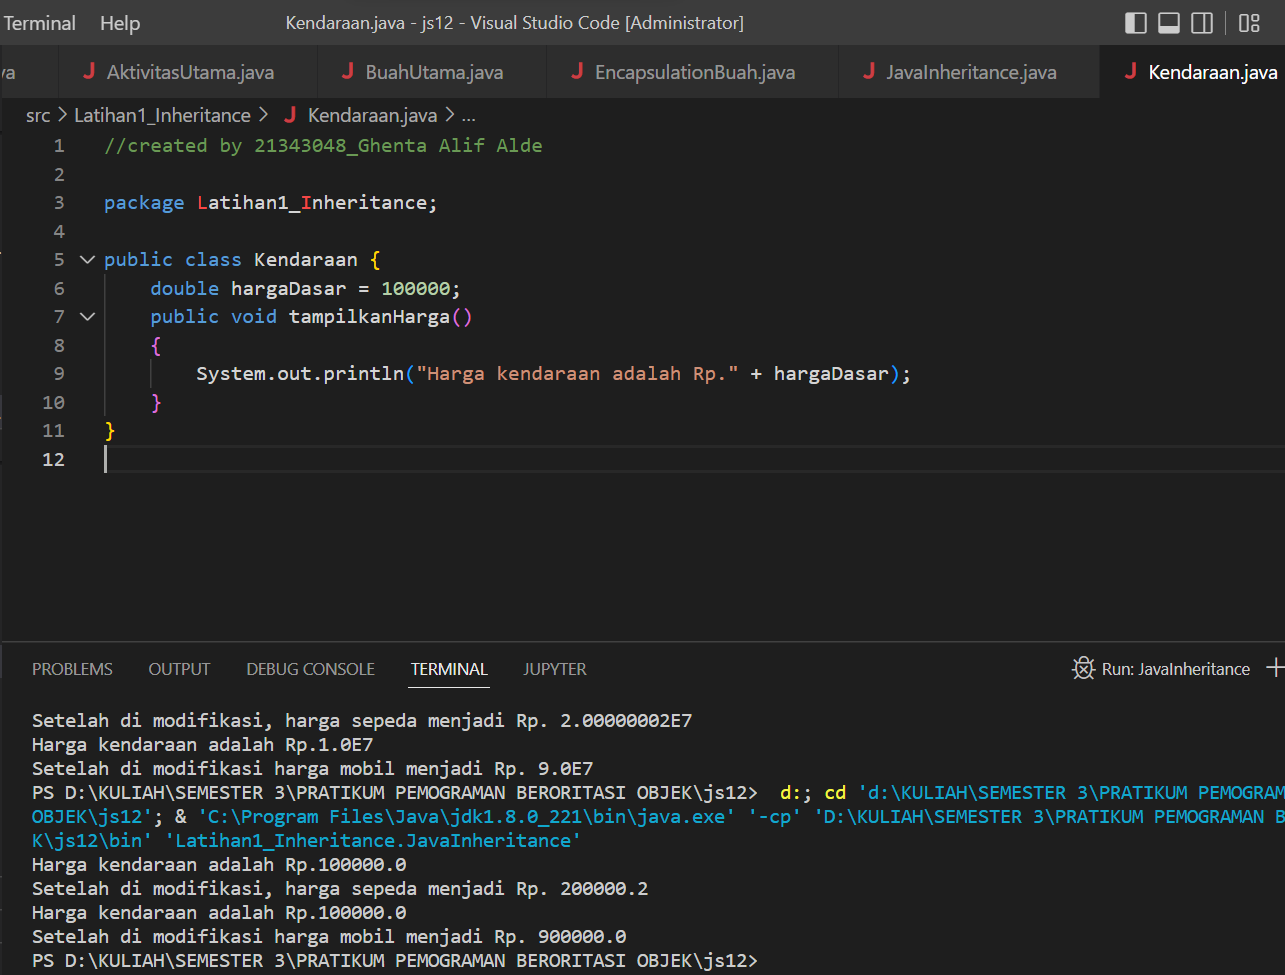 Terminal Help Kendaraan.java - js12 - Visual Studio Code [Administrator]
va J AktivitasUtama.java J BuahUtama.java J EncapsulationBuah.java J JavaInheritance.java J Kendaraan.java
src > Latihan1_Inheritance > J Kendaraan.java > ...
1 //created by 21343048_Ghenta Alif Alde
2
3 package Latihan1_Inheritance;
4
5 public class Kendaraan {
6 double hargaDasar = 100000;
7 public void tampilkanHarga()
8 {
9 System.out.println("Harga kendaraan adalah Rp." + hargaDasar);
10 }
11 }
12
PROBLEMS OUTPUT DEBUG CONSOLE TERMINAL JUPYTER Run: JavaInheritance
Setelah di modifikasi, harga sepeda menjadi Rp. 2.00000002E7
Harga kendaraan adalah Rp.1.0E7
Setelah di modifikasi harga mobil menjadi Rp. 9.0E7
PS D:\KULIAH\SEMESTER 3\PRATIKUM PEMOGRAMAN BERORITASI OBJEK\js12> d:; cd 'd:\KULIAH\SEMESTER 3\PRATIKUM PEMOGRAM
OBJEK\js12'; & 'C:\Program Files\Java\jdk1.8.0_221\bin\java.exe' '-cp' 'D:\KULIAH\SEMESTER 3\PRATIKUM PEMOGRAMAN B
K\js12\bin' 'Latihan1_Inheritance.JavaInheritance'
Harga kendaraan adalah Rp.100000.0
Setelah di modifikasi, harga sepeda menjadi Rp. 200000.2
Harga kendaraan adalah Rp.100000.0
Setelah di modifikasi harga mobil menjadi Rp. 900000.0
PS D:\KULIAH\SEMESTER 3\PRATIKUM PEMOGRAMAN BERORITASI OBJEK\js12>